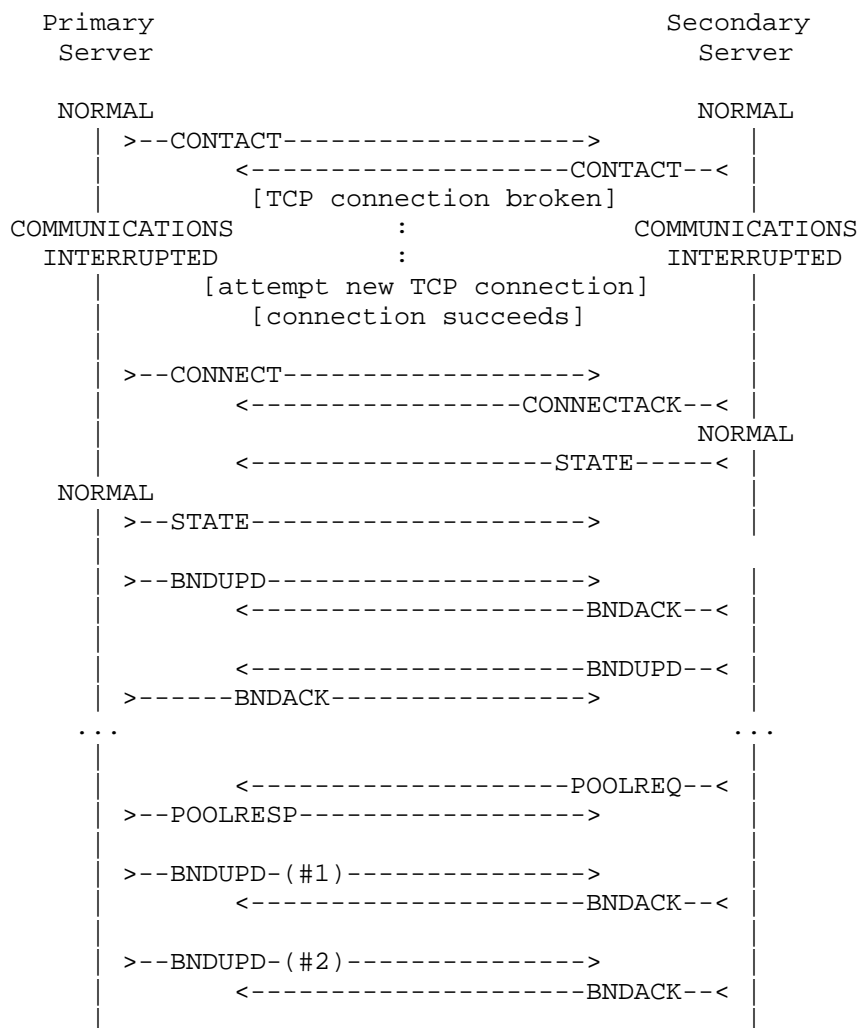 Primary                                Secondary
 Server                                  Server

 NORMAL                                  NORMAL
   | >--CONTACT------------------->         |
   |        <--------------------CONTACT--< |
   |         [TCP connection broken]        |
COMMUNICATIONS          :              COMMUNICATIONS
  INTERRUPTED           :                INTERRUPTED
   |      [attempt new TCP connection]      |
   |         [connection succeeds]          |
   |                                        |
   | >--CONNECT------------------->         |
   |        <-----------------CONNECTACK--< |
   |                                     NORMAL
   |        <-------------------STATE-----< |
 NORMAL                                     |
   | >--STATE--------------------->         |
   |
   | >--BNDUPD-------------------->         |
   |        <---------------------BNDACK--< |
   |                                        |
   |        <---------------------BNDUPD--< |
   | >------BNDACK---------------->         |
  ...                                      ...
   |                                        |
   |        <--------------------POOLREQ--< |
   | >--POOLRESP------------------>         |
   |                                        |
   | >--BNDUPD-(#1)--------------->         |
   |        <---------------------BNDACK--< |
   |                                        |
   | >--BNDUPD-(#2)--------------->         |
   |        <---------------------BNDACK--< |
   |                                        |